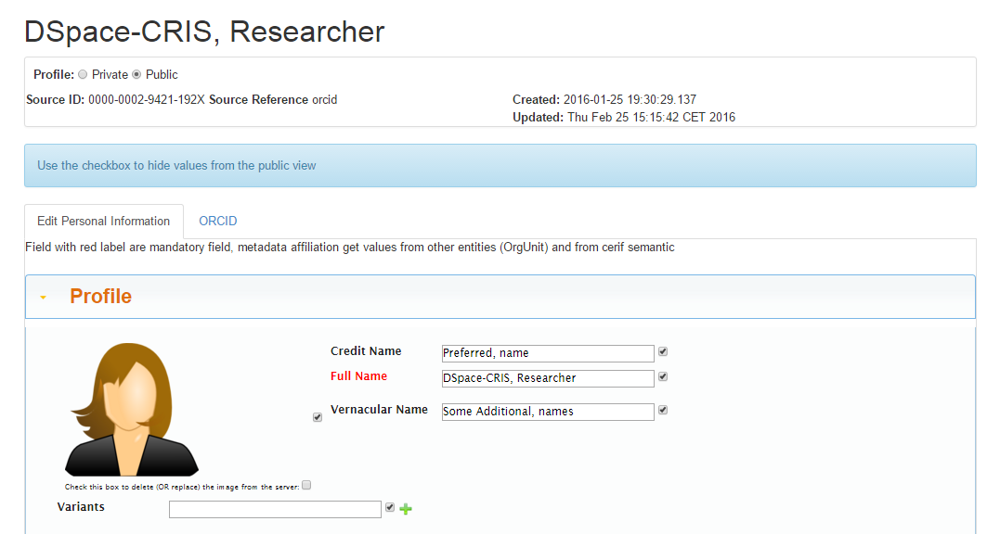 DSpace-CRIS, Researcher
Profile: Private Public
Source ID: 0000-0002-9421-192X Source Reference orcid
Created: 2016-01-25 19:30:29.137
Updated: Thu Feb 25 15:15:42 CET 2016
Use the checkbox to hide values from the public view
Edit Personal Information ORCID
Field with red label are mandatory field, metadata affiliation get values from other entities (OrgUnit) and from cerif semantic
Profile
Credit Name Preferred, name
Full Name DSpace-CRIS, Researcher
Vernacular Name Some Additional, names
Check this box to delete (OR replace) the image from the server:
Variants